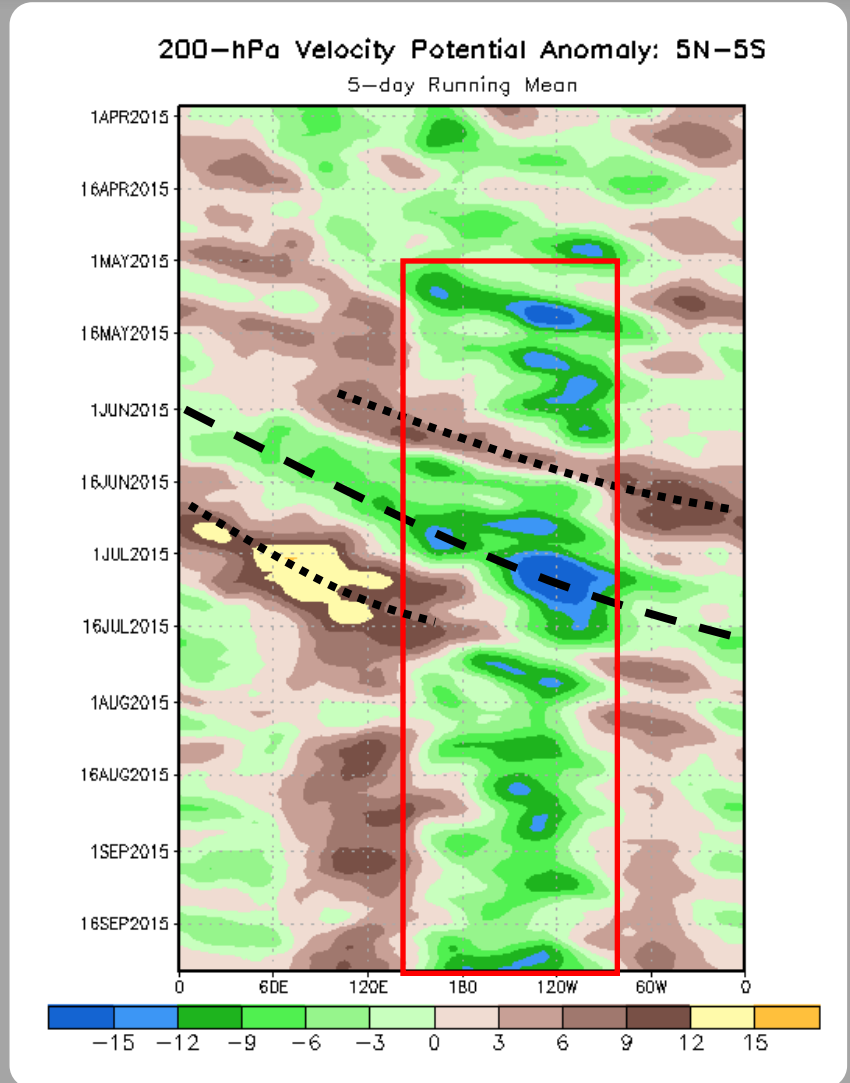 200-hPa Velocity Potential Anomaly: 5N-5S
5-day Running Mean
1APR2015
16APR2015
1MAY2015
16MAY2015
1JUN2015
16JUN2015
1JUL2015
16JUL2015
1AUG2015
16AUG2015
1SEP2015
16SEP2015
0 60E 120E 180 120W 60W 0
-15 -12 -9 -6 -3 0 3 6 9 12 15